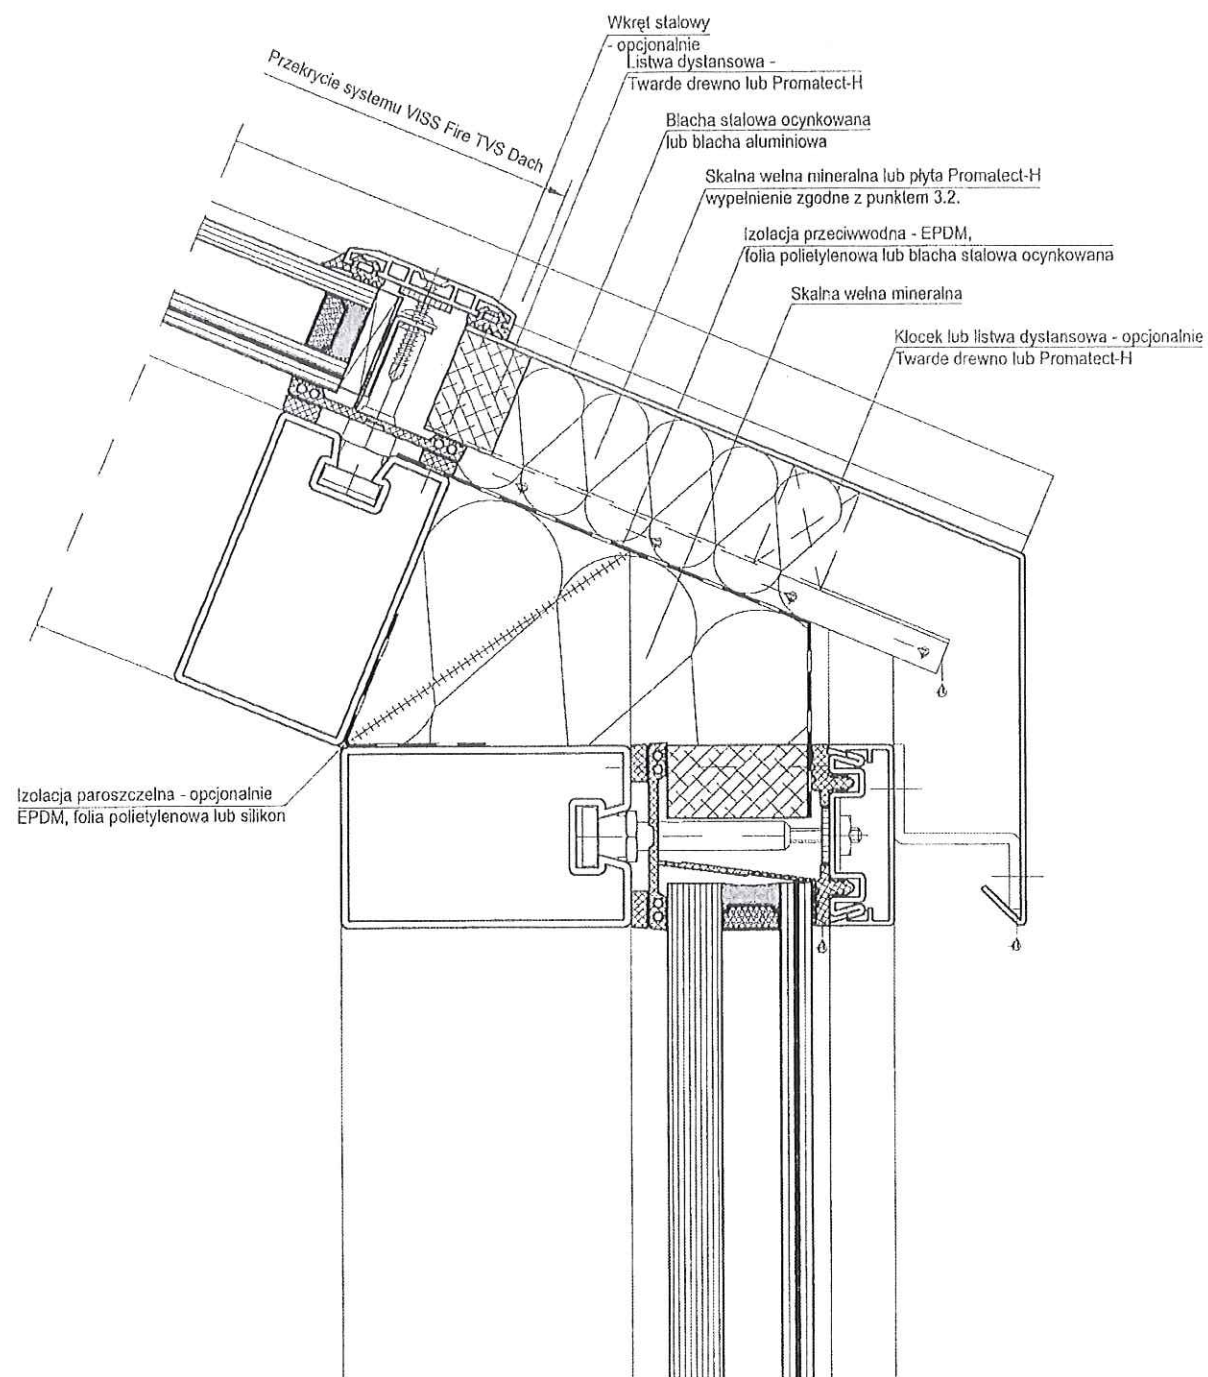 Wkręt stalowy
- opcjonalnie
Listwa dystansowa -
Twarde drewno lub Promatect-H
Przekrycie systemu VISS Fire TVS Dach
Blacha stalowa ocynkowana
lub blacha aluminiowa
Skalna wełna mineralna lub płyta Promatect-H
wypełnienie zgodne z punktem 3.2.
Izolacja przeciwwodna - EPDM,
folia polietylenowa lub blacha stalowa ocynkowana
Skalna wełna mineralna
Klocek lub listwa dystansowa - opcjonalnie
Twarde drewno lub Promatect-H
Izolacja paroszczelna - opcjonalnie
EPDM, folia polietylenowa lub silikon